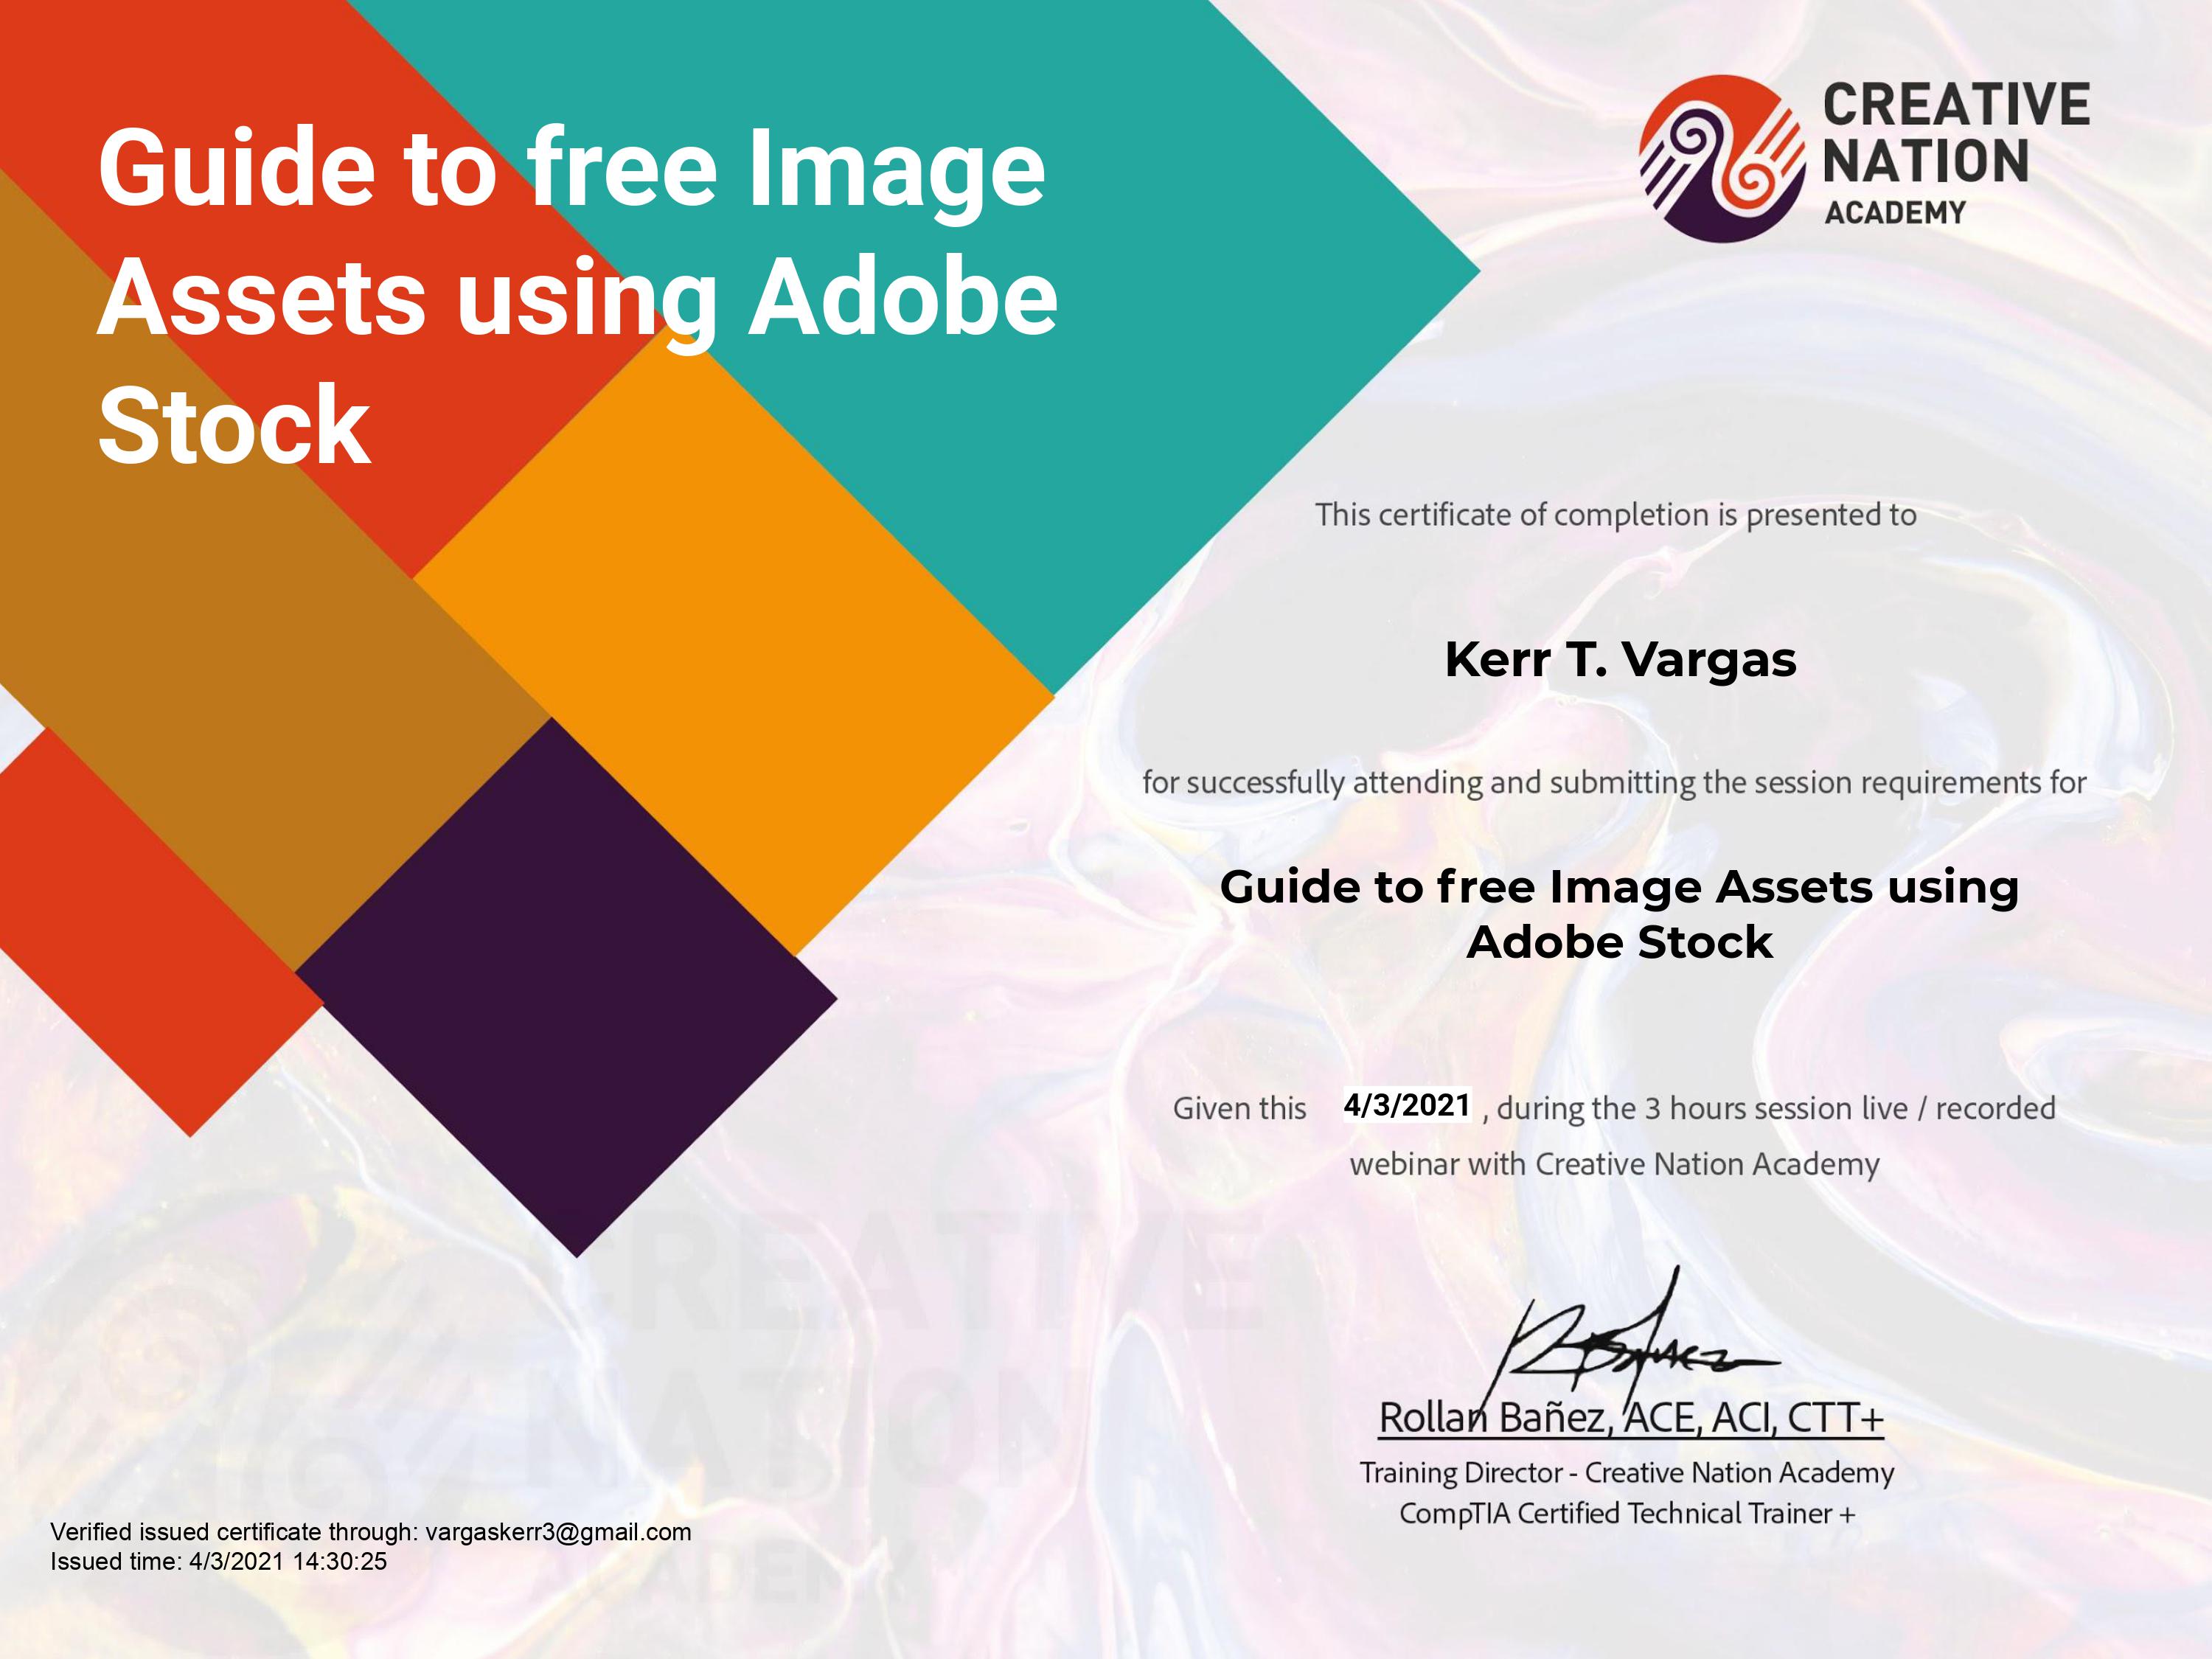 Guide to free Image
Assets using Adobe
Stock
CREATIVE
NATION
ACADEMY
This certificate of completion is presented to
Kerr T. Vargas
for successfully attending and submitting the session requirements for
Guide to free Image Assets using
Adobe Stock
Given this 4/3/2021 , during the 3 hours session live / recorded
webinar with Creative Nation Academy
Rollan Bañez, ACE, ACI, CTT+
Training Director - Creative Nation Academy
CompTIA Certified Technical Trainer +
CREATIVE
NATION
ACADEMY
Verified issued certificate through: vargaskerr3@gmail.com
Issued time: 4/3/2021 14:30:25